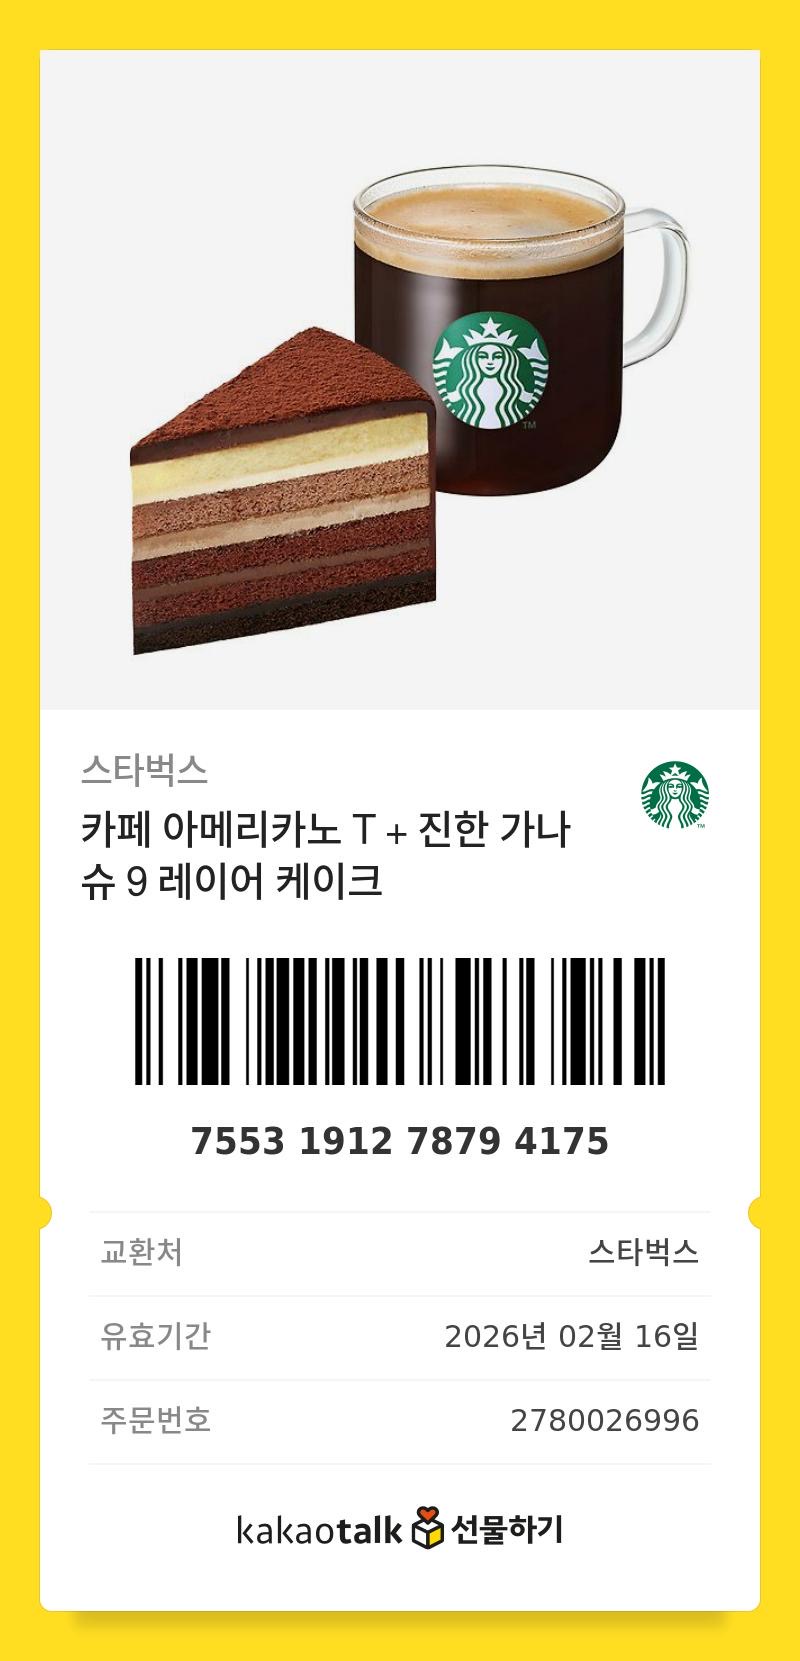 스타벅스
카페 아메리카노 T + 진한 가나
슈 9 레이어 케이크
7553 1912 7879 4175
교환처 스타벅스
유효기간 2026년 02월 16일
주문번호 2780026996
kakaotalk 선물하기